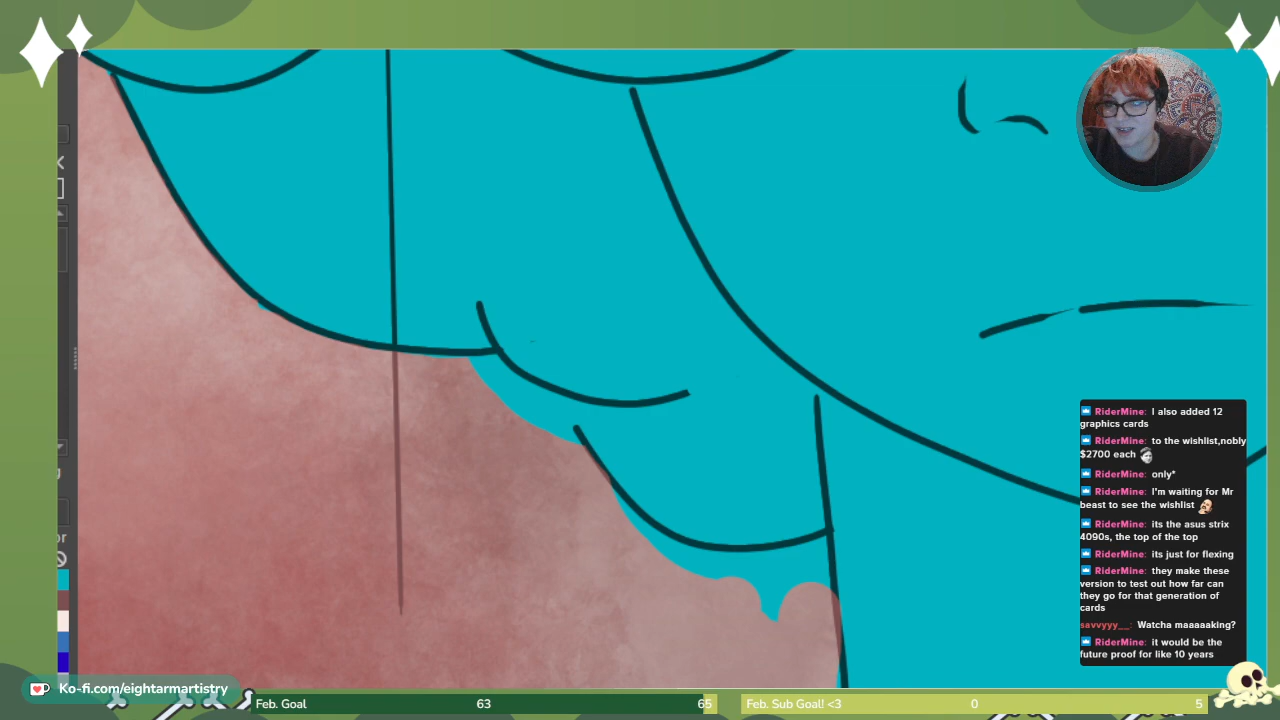 RiderMine: I also added 12
graphics cards
RiderMine: to the wishlist,nobly
$2700 each
RiderMine: only*
RiderMine: I'm waiting for Mr
beast to see the wishlist
RiderMine: its the asus strix
4090s, the top of the top
RiderMine: its just for flexing
RiderMine: they make these
version to test out how far can
they go for that generation of
cards
savvyyy__: Watcha maaaaaking?
RiderMine: it would be the
future proof for like 10 years
or
Ko-fi.com/eightarmartistry
Feb. Goal 63 65
Feb. Sub Goal! <3 0 5